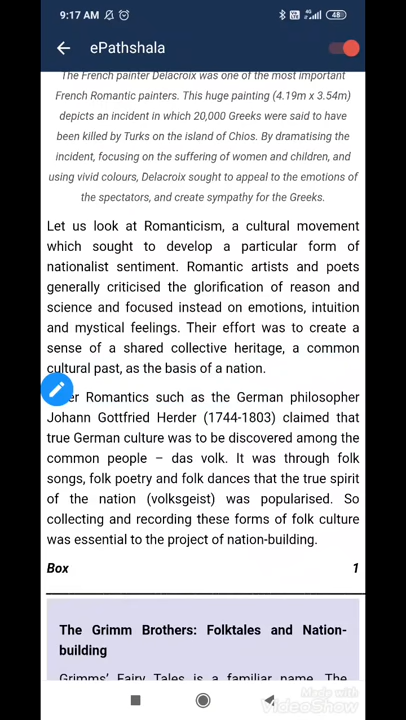 9:17 AM
4G
48
ePathshala
The French painter Delacroix was one of the most important
French Romantic painters. This huge painting (4.19m x 3.54m)
depicts an incident in which 20,000 Greeks were said to have
been killed by Turks on the island of Chios. By dramatising the
incident, focusing on the suffering of women and children, and
using vivid colours, Delacroix sought to appeal to the emotions of
the spectators, and create sympathy for the Greeks.
Let us look at Romanticism, a cultural movement
which sought to develop a particular form of
nationalist sentiment. Romantic artists and poets
generally criticised the glorification of reason and
science and focused instead on emotions, intuition
and mystical feelings. Their effort was to create a
sense of a shared collective heritage, a common
cultural past, as the basis of a nation.
Romantics such as the German philosopher
Johann Gottfried Herder (1744-1803) claimed that
true German culture was to be discovered among the
common people – das volk. It was through folk
songs, folk poetry and folk dances that the true spirit
of the nation (volksgeist) was popularised. So
collecting and recording these forms of folk culture
was essential to the project of nation-building.
Box 1
The Grimm Brothers: Folktales and Nation-
building
Grimms' Fairy Tales is a familiar name. The
Made with
VideoShow